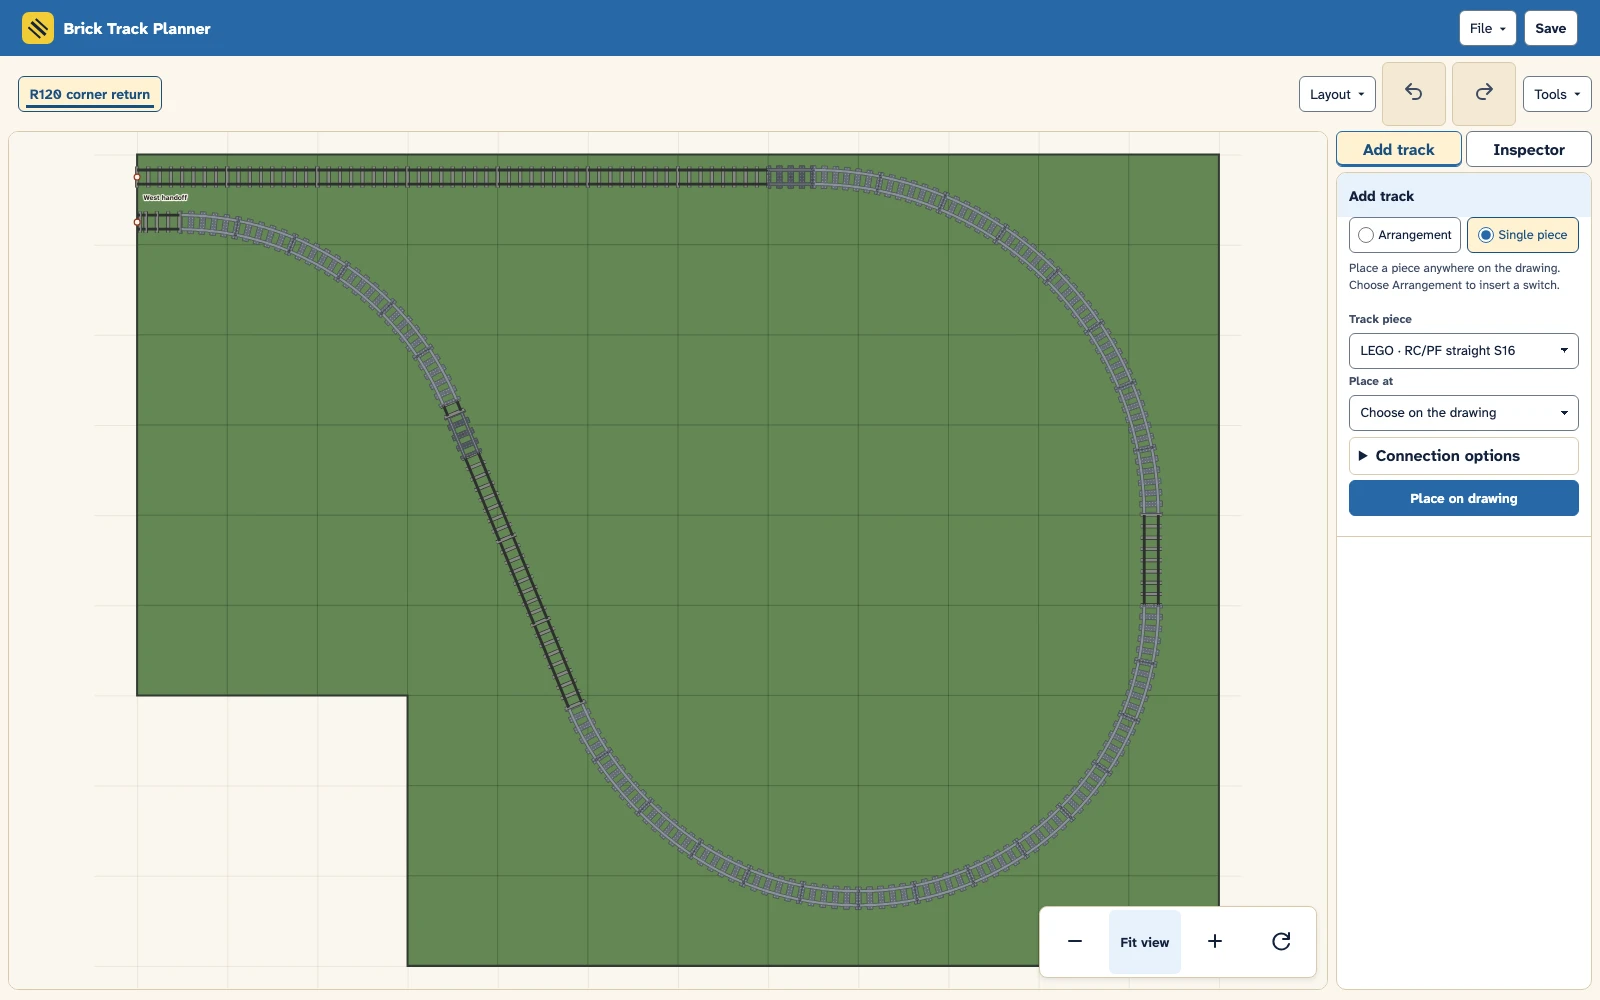 Brick Track Planner
File
Save
R120 corner return
Layout
Tools
Add track
Inspector
West handoff
Add track
Arrangement
Single piece
Place a piece anywhere on the drawing.
Choose Arrangement to insert a switch.
Track piece
LEGO · RC/PF straight S16
Place at
Choose on the drawing
Connection options
Place on drawing
Fit view